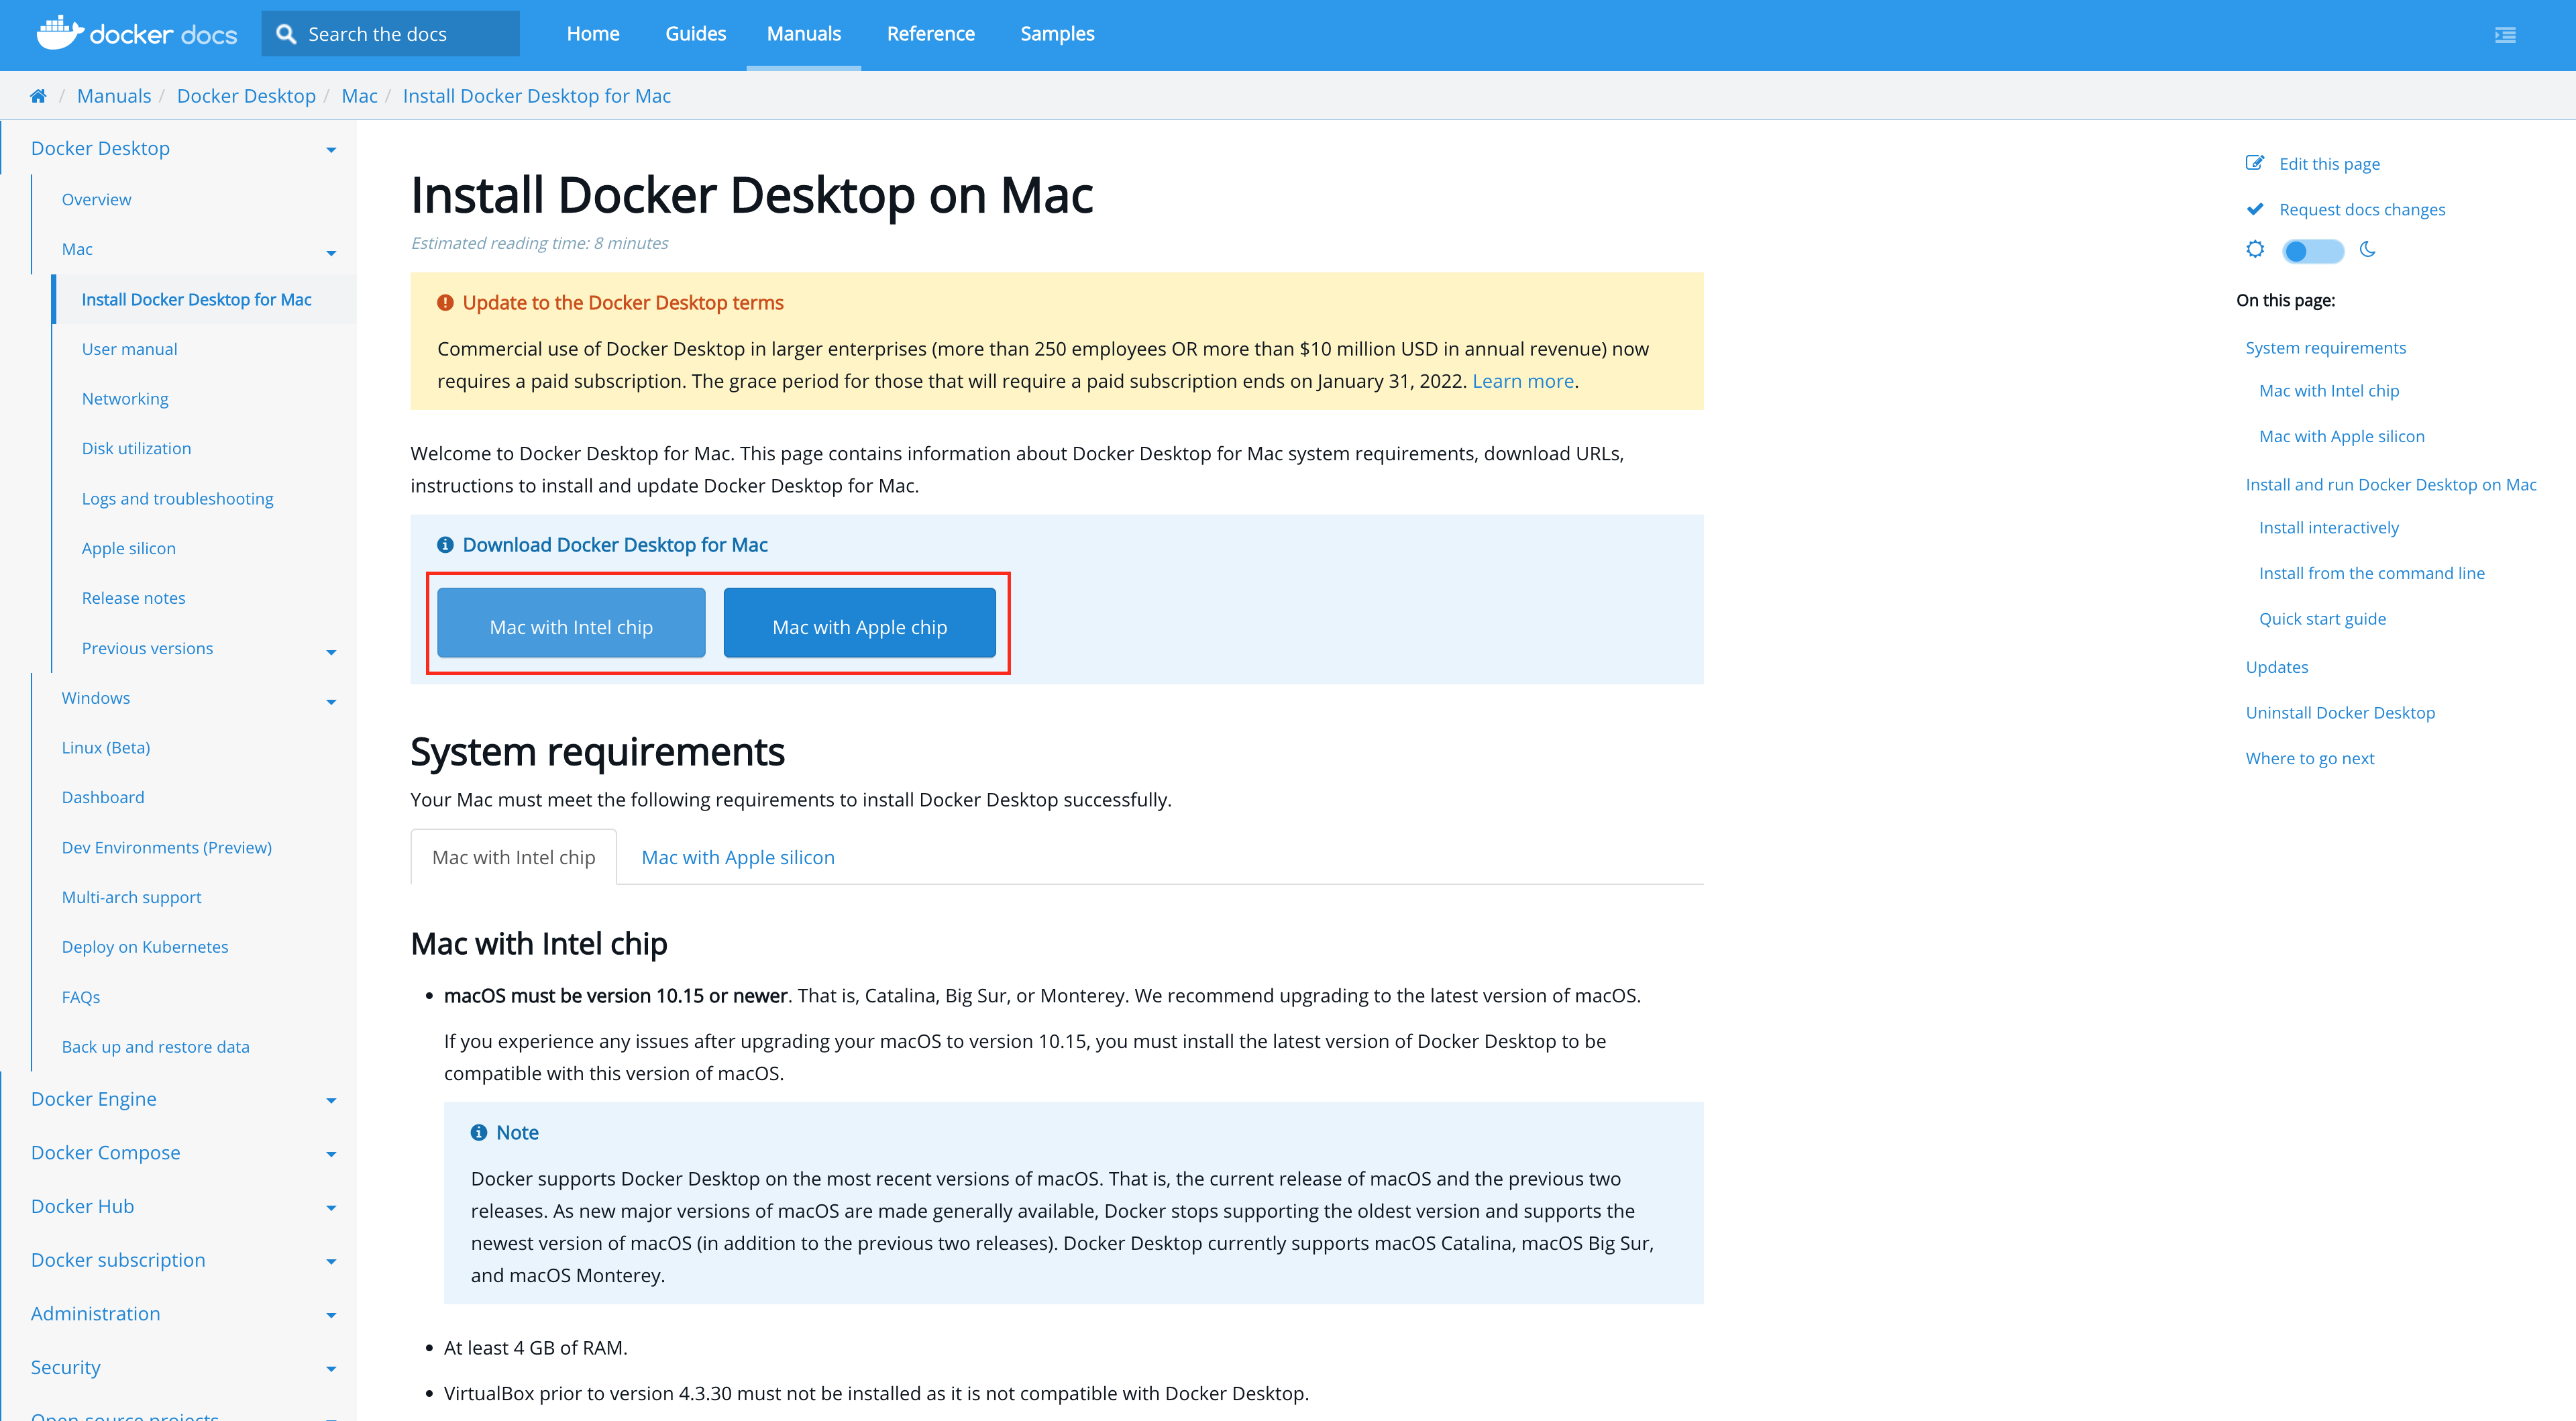 docker docs
Search the docs
Home
Guides
Manuals
Reference
Samples
/ Manuals / Docker Desktop / Mac / Install Docker Desktop for Mac
Docker Desktop
Overview
Mac
Install Docker Desktop for Mac
User manual
Networking
Disk utilization
Logs and troubleshooting
Apple silicon
Release notes
Previous versions
Windows
Linux (Beta)
Dashboard
Dev Environments (Preview)
Multi-arch support
Deploy on Kubernetes
FAQs
Back up and restore data
Docker Engine
Docker Compose
Docker Hub
Docker subscription
Administration
Security
Open-source projects
Install Docker Desktop on Mac
Estimated reading time: 8 minutes
Update to the Docker Desktop terms
Commercial use of Docker Desktop in larger enterprises (more than 250 employees OR more than $10 million USD in annual revenue) now
requires a paid subscription. The grace period for those that will require a paid subscription ends on January 31, 2022. Learn more.
Welcome to Docker Desktop for Mac. This page contains information about Docker Desktop for Mac system requirements, download URLs,
instructions to install and update Docker Desktop for Mac.
Download Docker Desktop for Mac
Mac with Intel chip
Mac with Apple chip
System requirements
Your Mac must meet the following requirements to install Docker Desktop successfully.
Mac with Intel chip
Mac with Apple silicon
Mac with Intel chip
• macOS must be version 10.15 or newer. That is, Catalina, Big Sur, or Monterey. We recommend upgrading to the latest version of macOS.
If you experience any issues after upgrading your macOS to version 10.15, you must install the latest version of Docker Desktop to be
compatible with this version of macOS.
Note
Docker supports Docker Desktop on the most recent versions of macOS. That is, the current release of macOS and the previous two
releases. As new major versions of macOS are made generally available, Docker stops supporting the oldest version and supports the
newest version of macOS (in addition to the previous two releases). Docker Desktop currently supports macOS Catalina, macOS Big Sur,
and macOS Monterey.
• At least 4 GB of RAM.
• VirtualBox prior to version 4.3.30 must not be installed as it is not compatible with Docker Desktop.
Edit this page
Request docs changes
On this page:
System requirements
Mac with Intel chip
Mac with Apple silicon
Install and run Docker Desktop on Mac
Install interactively
Install from the command line
Quick start guide
Updates
Uninstall Docker Desktop
Where to go next